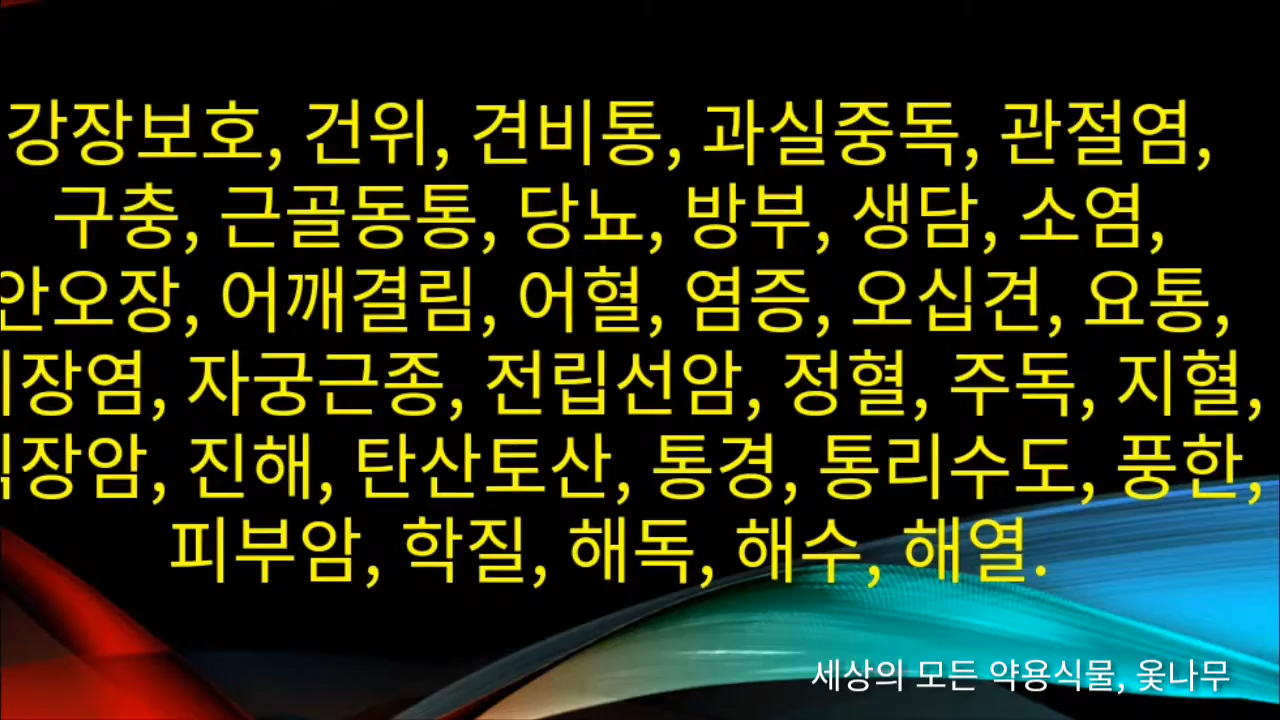 강장보호, 건위, 견비통, 과실중독, 관절염,
구충, 근골동통, 당뇨, 방부, 생담, 소염,
안오장, 어깨결림, 어혈, 염증, 오십견, 요통,
자궁근종, 전립선암, 정혈, 주독, 지혈,
진해, 탄산토산, 통경, 통리수도, 풍한,
피부암, 학질, 해독, 해수, 해열.
세상의 모든 약용식물, 옻나무